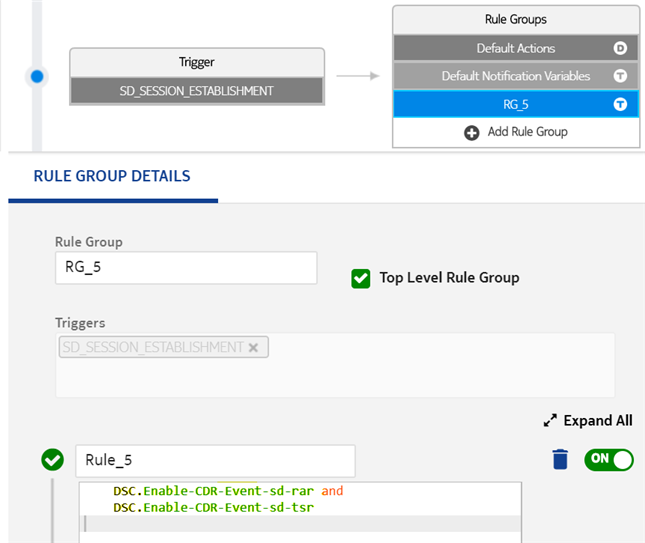 Trigger
SD_SESSION_ESTABLISHMENT
Rule Groups
Default Actions D
Default Notification Variables T
RG_5 T
Add Rule Group
RULE GROUP DETAILS
Rule Group
RG_5
Top Level Rule Group
Triggers
SD_SESSION_ESTABLISHMENT
Expand All
Rule_5
ON
DSC.Enable-CDR-Event-sd-rar and
DSC.Enable-CDR-Event-sd-tsr